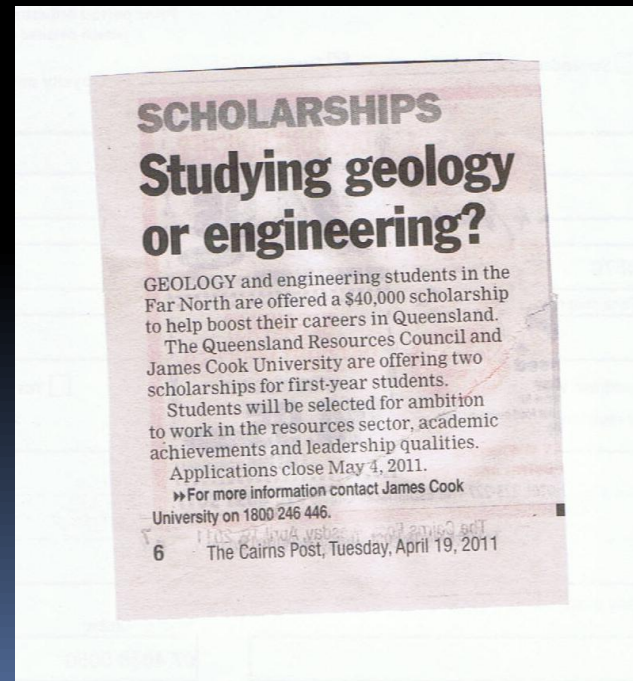 SCHOLARSHIPS
Studying geology
or engineering?
GEOLOGY and engineering students in the
Far North are offered a $40,000 scholarship
to help boost their careers in Queensland.
The Queensland Resources Council and
James Cook University are offering two
scholarships for first-year students.
Students will be selected for ambition
to work in the resources sector, academic
achievements and leadership qualities.
Applications close May 4, 2011.
▸▸For more information contact James Cook
University on 1800 246 446.
6 The Cairns Post, Tuesday, April 19, 2011